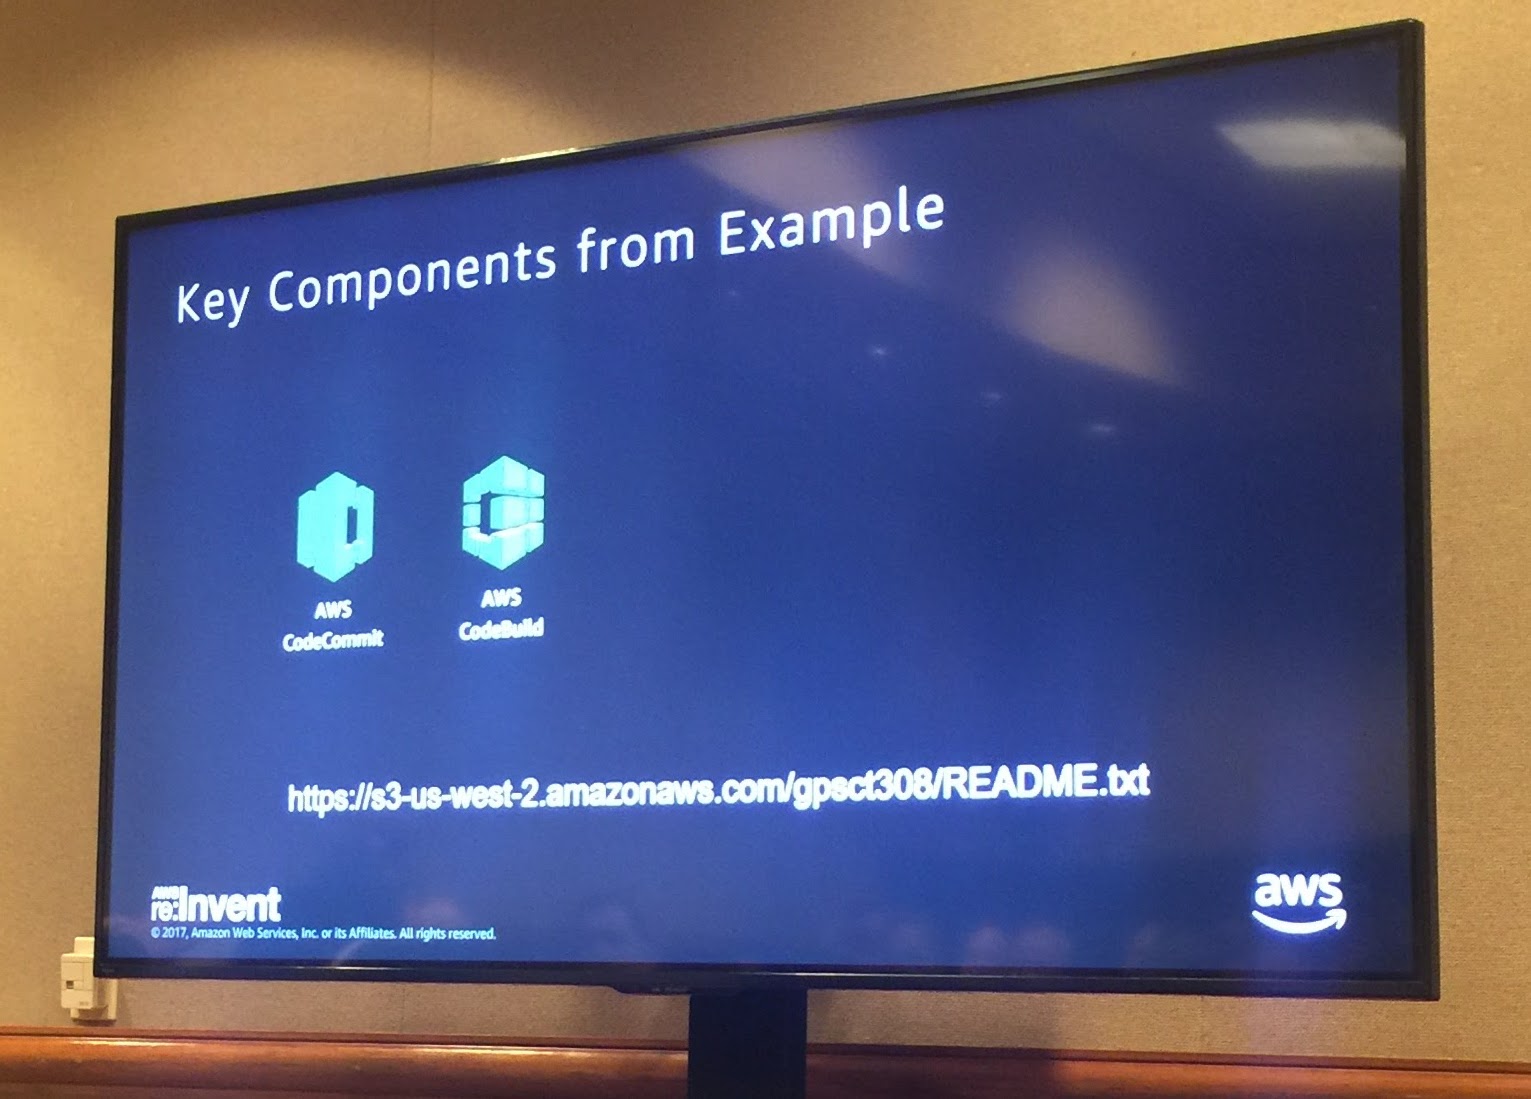 Key Components from Example
AWS
CodeCommit
AWS
CodeBuild
https://s3-us-west-2.amazonaws.com/gpsct308/README.txt
AWS
re:Invent
© 2017, Amazon Web Services, Inc. or its Affiliates. All rights reserved.
aws